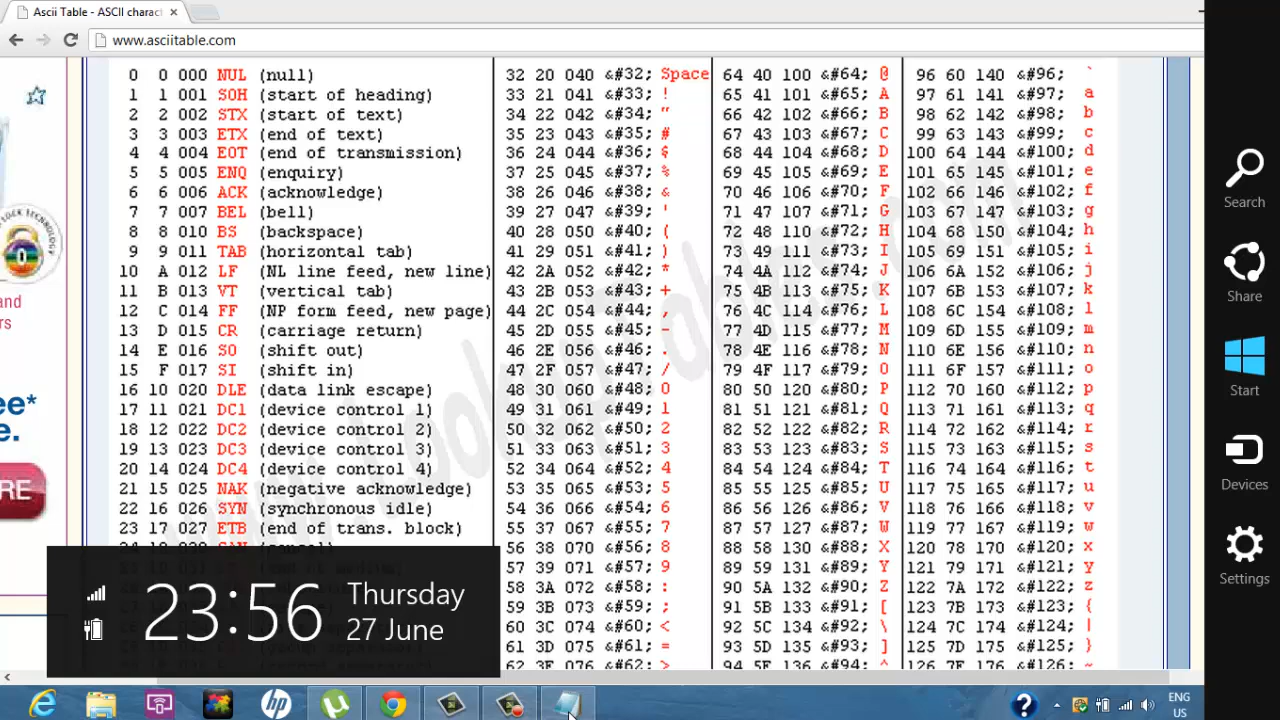 Ascii Table - ASCII charac
www.asciitable.com
0 0 000 NUL (null) 32 20 040 &#32; Space 64 40 100 &#64; @ 96 60 140 &#96; `
1 1 001 SOH (start of heading) 33 21 041 &#33; ! 65 41 101 &#65; A 97 61 141 &#97; a
2 2 002 STX (start of text) 34 22 042 &#34; " 66 42 102 &#66; B 98 62 142 &#98; b
3 3 003 ETX (end of text) 35 23 043 &#35; # 67 43 103 &#67; C 99 63 143 &#99; c
4 4 004 EOT (end of transmission) 36 24 044 &#36; $ 68 44 104 &#68; D 100 64 144 &#100; d
5 5 005 ENQ (enquiry) 37 25 045 &#37; % 69 45 105 &#69; E 101 65 145 &#101; e
6 6 006 ACK (acknowledge) 38 26 046 &#38; & 70 46 106 &#70; F 102 66 146 &#102; f
7 7 007 BEL (bell) 39 27 047 &#39; ' 71 47 107 &#71; G 103 67 147 &#103; g
8 8 010 BS (backspace) 40 28 050 &#40; ( 72 48 110 &#72; H 104 68 150 &#104; h
9 9 011 TAB (horizontal tab) 41 29 051 &#41; ) 73 49 111 &#73; I 105 69 151 &#105; i
10 A 012 LF (NL line feed, new line) 42 2A 052 &#42; * 74 4A 112 &#74; J 106 6A 152 &#106; j
11 B 013 VT (vertical tab) 43 2B 053 &#43; + 75 4B 113 &#75; K 107 6B 153 &#107; k
12 C 014 FF (NP form feed, new page) 44 2C 054 &#44; , 76 4C 114 &#76; L 108 6C 154 &#108; l
13 D 015 CR (carriage return) 45 2D 055 &#45; - 77 4D 115 &#77; M 109 6D 155 &#109; m
14 E 016 SO (shift out) 46 2E 056 &#46; . 78 4E 116 &#78; N 110 6E 156 &#110; n
15 F 017 SI (shift in) 47 2F 057 &#47; / 79 4F 117 &#79; O 111 6F 157 &#111; o
16 10 020 DLE (data link escape) 48 30 060 &#48; 0 80 50 120 &#80; P 112 70 160 &#112; p
17 11 021 DC1 (device control 1) 49 31 061 &#49; 1 81 51 121 &#81; Q 113 71 161 &#113; q
18 12 022 DC2 (device control 2) 50 32 062 &#50; 2 82 52 122 &#82; R 114 72 162 &#114; r
19 13 023 DC3 (device control 3) 51 33 063 &#51; 3 83 53 123 &#83; S 115 73 163 &#115; s
20 14 024 DC4 (device control 4) 52 34 064 &#52; 4 84 54 124 &#84; T 116 74 164 &#116; t
21 15 025 NAK (negative acknowledge) 53 35 065 &#53; 5 85 55 125 &#85; U 117 75 165 &#117; u
22 16 026 SYN (synchronous idle) 54 36 066 &#54; 6 86 56 126 &#86; V 118 76 166 &#118; v
23 17 027 ETB (end of trans. block) 55 37 067 &#55; 7 87 57 127 &#87; W 119 77 167 &#119; w
56 38 070 &#56; 8 88 58 130 &#88; X 120 78 170 &#120; x
57 39 071 &#57; 9 89 59 131 &#89; Y 121 79 171 &#121; y
58 3A 072 &#58; : 90 5A 132 &#90; Z 122 7A 172 &#122; z
59 3B 073 &#59; ; 91 5B 133 &#91; [ 123 7B 173 &#123; {
60 3C 074 &#60; < 92 5C 134 &#92; \ 124 7C 174 &#124; |
61 3D 075 &#61; = 93 5D 135 &#93; ] 125 7D 175 &#125; }
62 3E 076 &#62; > 94 5E 136 &#94; ^ 126 7E 176 &#126; ~
LOCK TECHNOLOGY
and
rs
ee*
e.
RE
23:56
Thursday
27 June
Search
Share
Start
Devices
Settings
hp
ENG
US